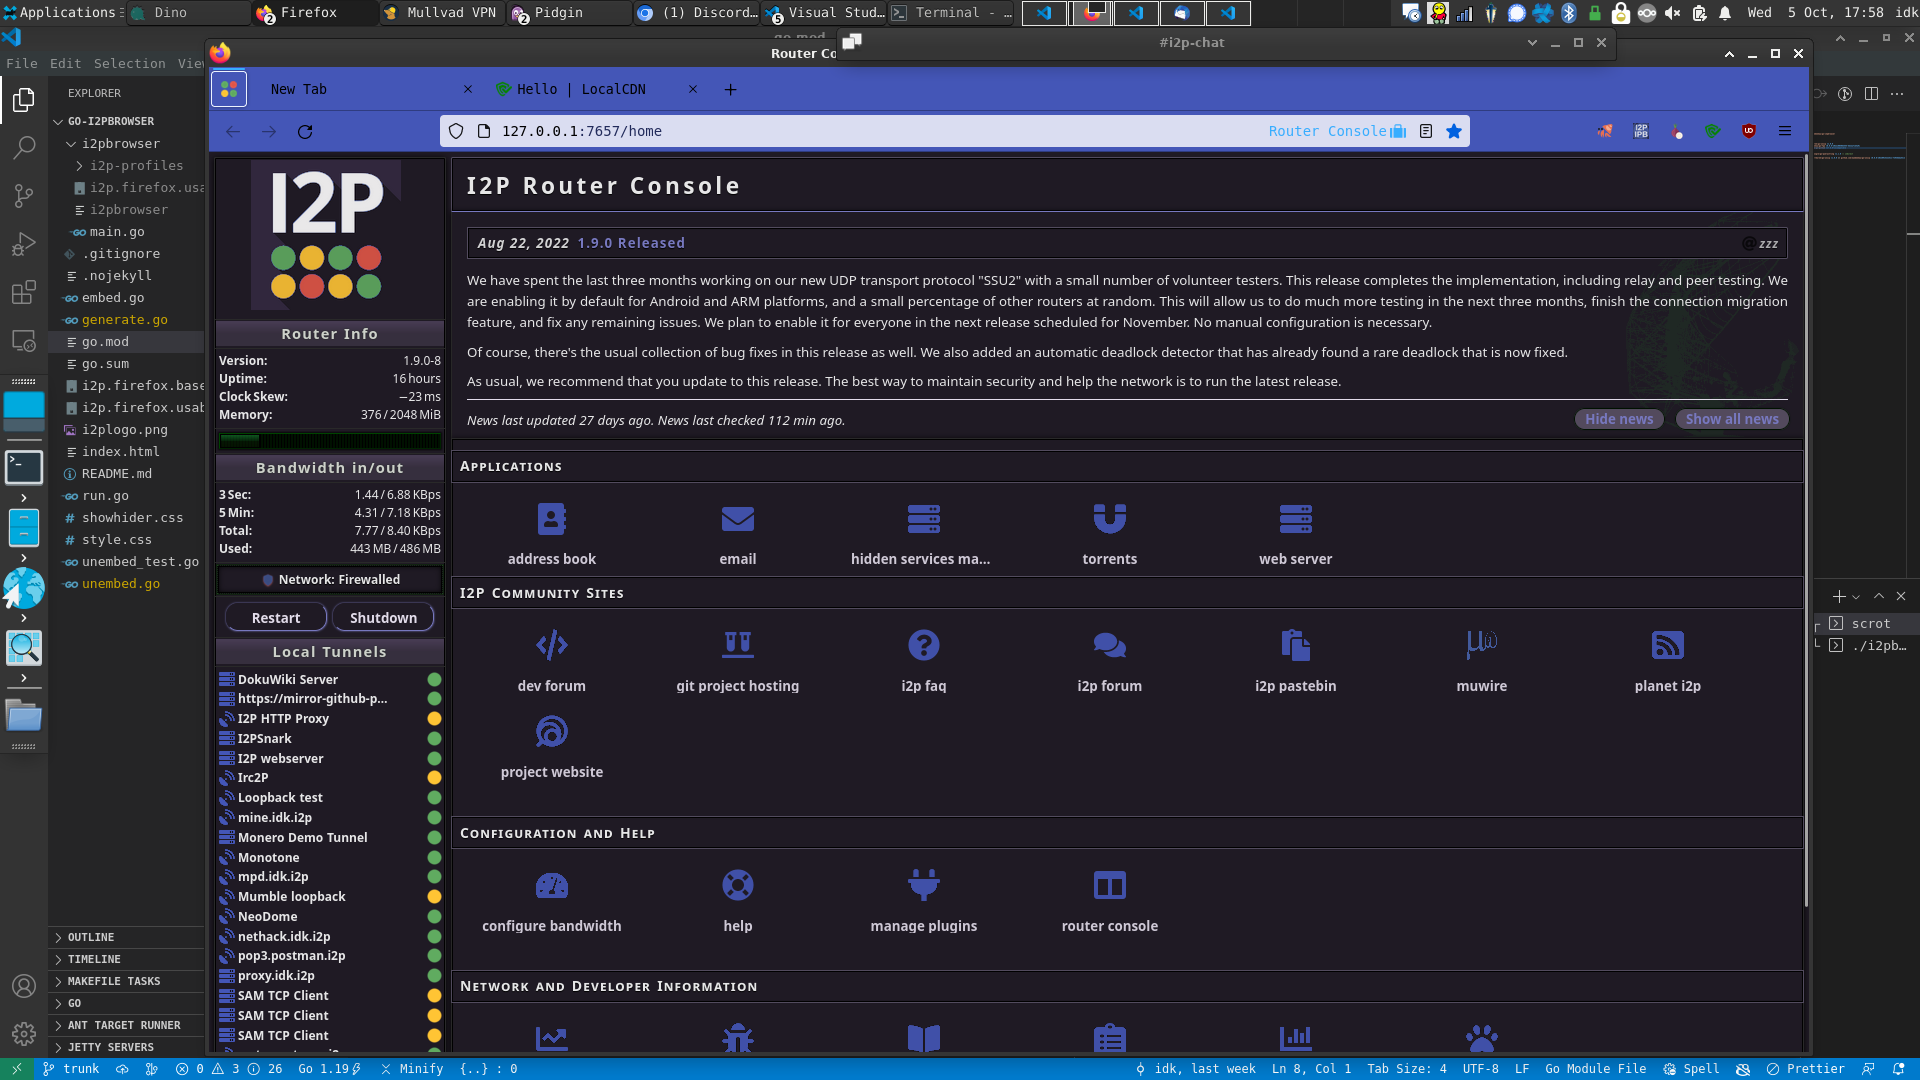 Applications
Dino
2 Firefox
Mullvad VPN
2 Pidgin
(1) Discord...
5 Visual Stud...
Terminal - ...
Wed 5 Oct, 17:58 idk
File Edit Selection View
Router Co
#i2p-chat
EXPLORER
GO-I2PBROWSER
i2pbrowser
i2p-profiles
i2p.firefox.usa
i2pbrowser
main.go
.gitignore
.nojekyll
embed.go
generate.go
go.mod
go.sum
i2p.firefox.base
i2p.firefox.usab
i2plogo.png
index.html
README.md
run.go
showhider.css
style.css
unembed_test.go
unembed.go
OUTLINE
TIMELINE
MAKEFILE TASKS
GO
ANT TARGET RUNNER
JETTY SERVERS
New Tab
Hello | LocalCDN
127.0.0.1:7657/home
Router Console
I2P
IPB
I2P
Router Info
Version: 1.9.0-8
Uptime: 16 hours
Clock Skew: −23 ms
Memory: 376 / 2048 MiB
Bandwidth in/out
3 Sec: 1.44 / 6.88 KBps
5 Min: 4.31 / 7.18 KBps
Total: 7.77 / 8.40 KBps
Used: 443 MB / 486 MB
Network: Firewalled
Restart Shutdown
Local Tunnels
DokuWiki Server
https://mirror-github-p...
I2P HTTP Proxy
I2PSnark
I2P webserver
Irc2P
Loopback test
mine.idk.i2p
Monero Demo Tunnel
Monotone
mpd.idk.i2p
Mumble loopback
NeoDome
nethack.idk.i2p
pop3.postman.i2p
proxy.idk.i2p
SAM TCP Client
SAM TCP Client
SAM TCP Client
I2P Router Console
Aug 22, 2022 1.9.0 Released
@ zzz
We have spent the last three months working on our new UDP transport protocol "SSU2" with a small number of volunteer testers. This release completes the implementation, including relay and peer testing. We
are enabling it by default for Android and ARM platforms, and a small percentage of other routers at random. This will allow us to do much more testing in the next three months, finish the connection migration
feature, and fix any remaining issues. We plan to enable it for everyone in the next release scheduled for November. No manual configuration is necessary.
Of course, there's the usual collection of bug fixes in this release as well. We also added an automatic deadlock detector that has already found a rare deadlock that is now fixed.
As usual, we recommend that you update to this release. The best way to maintain security and help the network is to run the latest release.
News last updated 27 days ago. News last checked 112 min ago.
Hide news Show all news
Applications
address book
email
hidden services ma...
torrents
web server
I2P Community Sites
dev forum
git project hosting
i2p faq
i2p forum
i2p pastebin
muwire
planet i2p
project website
Configuration and Help
configure bandwidth
help
manage plugins
router console
Network and Developer Information
scrot
./i2pb...
trunk
0 3 26
Go 1.19
Minify
{..} : 0
idk, last week
Ln 8, Col 1
Tab Size: 4
UTF-8
LF
Go Module File
Spell
Prettier